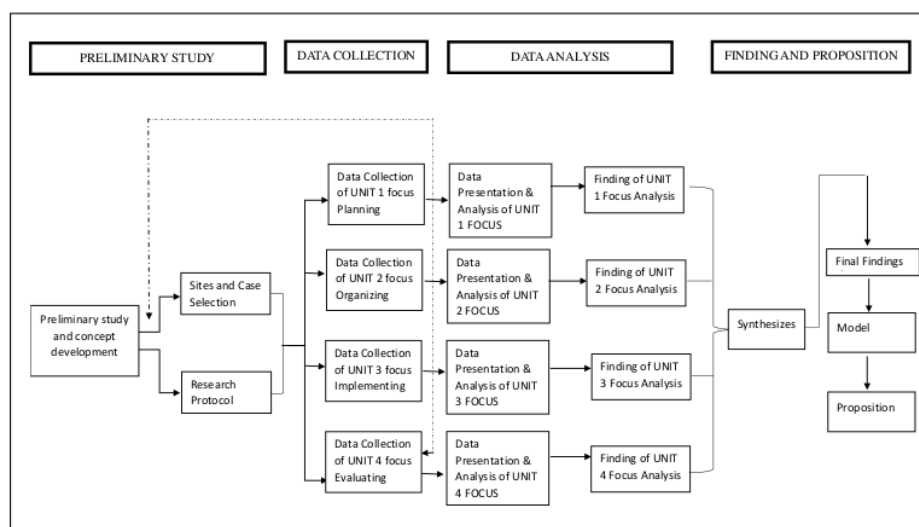 PRELIMINARY STUDY
DATA COLLECTION
DATA ANALYSIS
FINDING AND PROPOSITION
Preliminary study
and concept
development
Sites and Case
Selection
Research
Protocol
Data Collection
of UNIT 1 focus
Planning
Data
Presentation &
Analysis of UNIT
1 FOCUS
Finding of UNIT
1 Focus Analysis
Data Collection
of UNIT 2 focus
Organizing
Data
Presentation &
Analysis of UNIT
2 FOCUS
Finding of UNIT
2 Focus Analysis
Data Collection
of UNIT 3 focus
Implementing
Data
Presentation &
Analysis of UNIT
3 FOCUS
Finding of UNIT
3 Focus Analysis
Data Collection
of UNIT 4 focus
Evaluating
Data
Presentation &
Analysis of UNIT
4 FOCUS
Finding of UNIT
4 Focus Analysis
Synthesizes
Final Findings
Model
Proposition